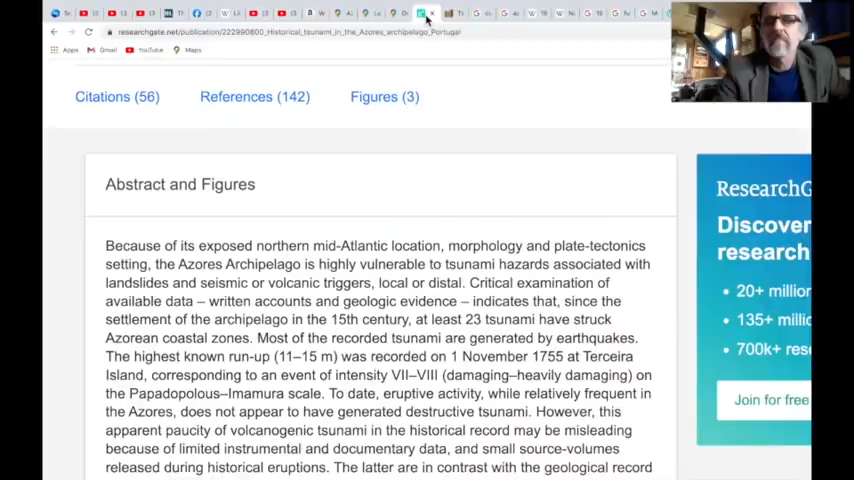 researchgate.net/publication/222990600_Historical_tsunami_in_the_Azores_archipelago_Portugal
Apps Gmail YouTube Maps
Citations (56) References (142) Figures (3)
Abstract and Figures
Because of its exposed northern mid-Atlantic location, morphology and plate-tectonics
setting, the Azores Archipelago is highly vulnerable to tsunami hazards associated with
landslides and seismic or volcanic triggers, local or distal. Critical examination of
available data – written accounts and geologic evidence – indicates that, since the
settlement of the archipelago in the 15th century, at least 23 tsunami have struck
Azorean coastal zones. Most of the recorded tsunami are generated by earthquakes.
The highest known run-up (11–15 m) was recorded on 1 November 1755 at Terceira
Island, corresponding to an event of intensity VII–VIII (damaging–heavily damaging) on
the Papadopolous–Imamura scale. To date, eruptive activity, while relatively frequent in
the Azores, does not appear to have generated destructive tsunami. However, this
apparent paucity of volcanogenic tsunami in the historical record may be misleading
because of limited instrumental and documentary data, and small source-volumes
released during historical eruptions. The latter are in contrast with the geological record
ResearchG
Discover
research
• 20+ million
• 135+ millio
• 700k+ rese
Join for free